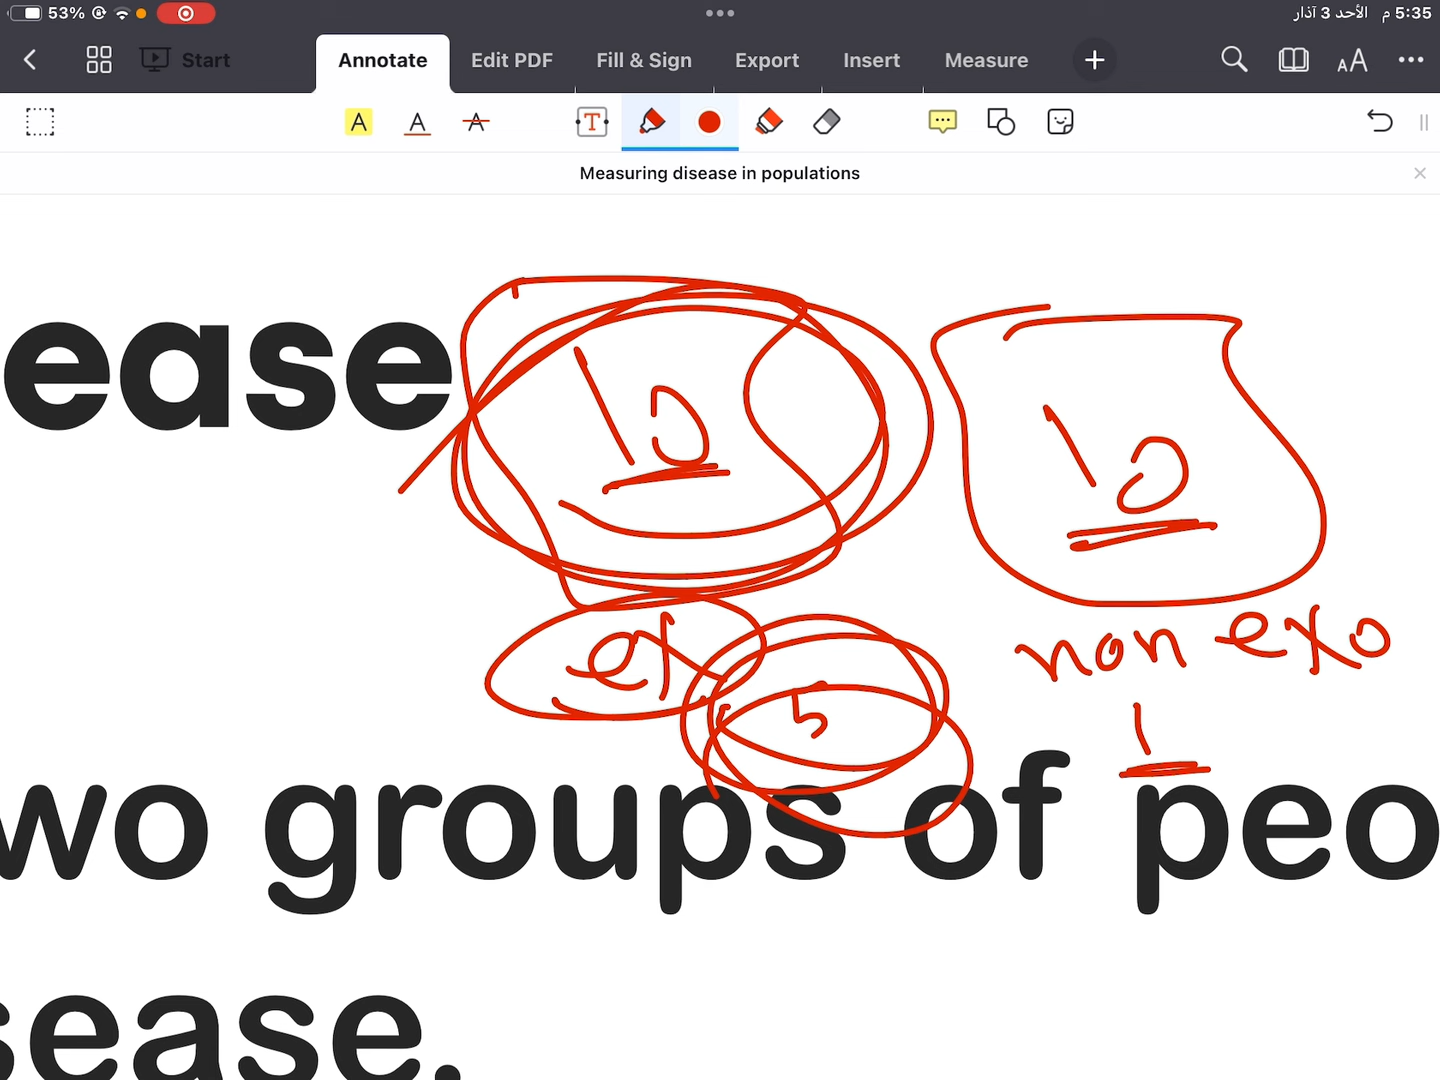 53% 5:35 م الأحد 3 آذار
Start Annotate Edit PDF Fill & Sign Export Insert Measure
Measuring disease in populations
ease 10 10
ex non exo
5 1
wo groups of peo
sease.